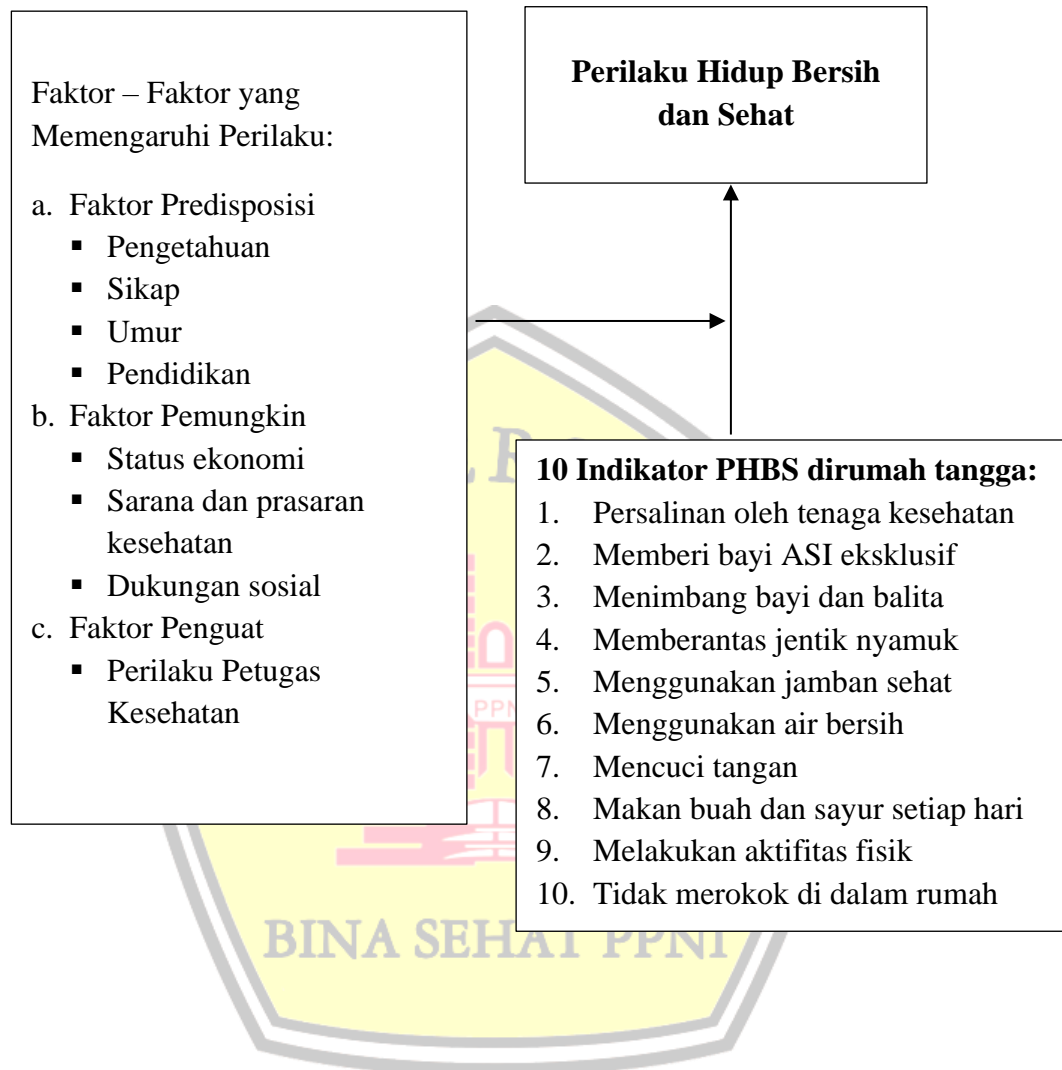 Faktor – Faktor yang
Memengaruhi Perilaku:
a. Faktor Predisposisi
▪ Pengetahuan
▪ Sikap
▪ Umur
▪ Pendidikan
b. Faktor Pemungkin
▪ Status ekonomi
▪ Sarana dan prasaran
kesehatan
▪ Dukungan sosial
c. Faktor Penguat
▪ Perilaku Petugas
Kesehatan
Perilaku Hidup Bersih
dan Sehat
10 Indikator PHBS dirumah tangga:
1. Persalinan oleh tenaga kesehatan
2. Memberi bayi ASI eksklusif
3. Menimbang bayi dan balita
4. Memberantas jentik nyamuk
5. Menggunakan jamban sehat
6. Menggunakan air bersih
7. Mencuci tangan
8. Makan buah dan sayur setiap hari
9. Melakukan aktifitas fisik
10. Tidak merokok di dalam rumah
BINA SEHAT PPNI